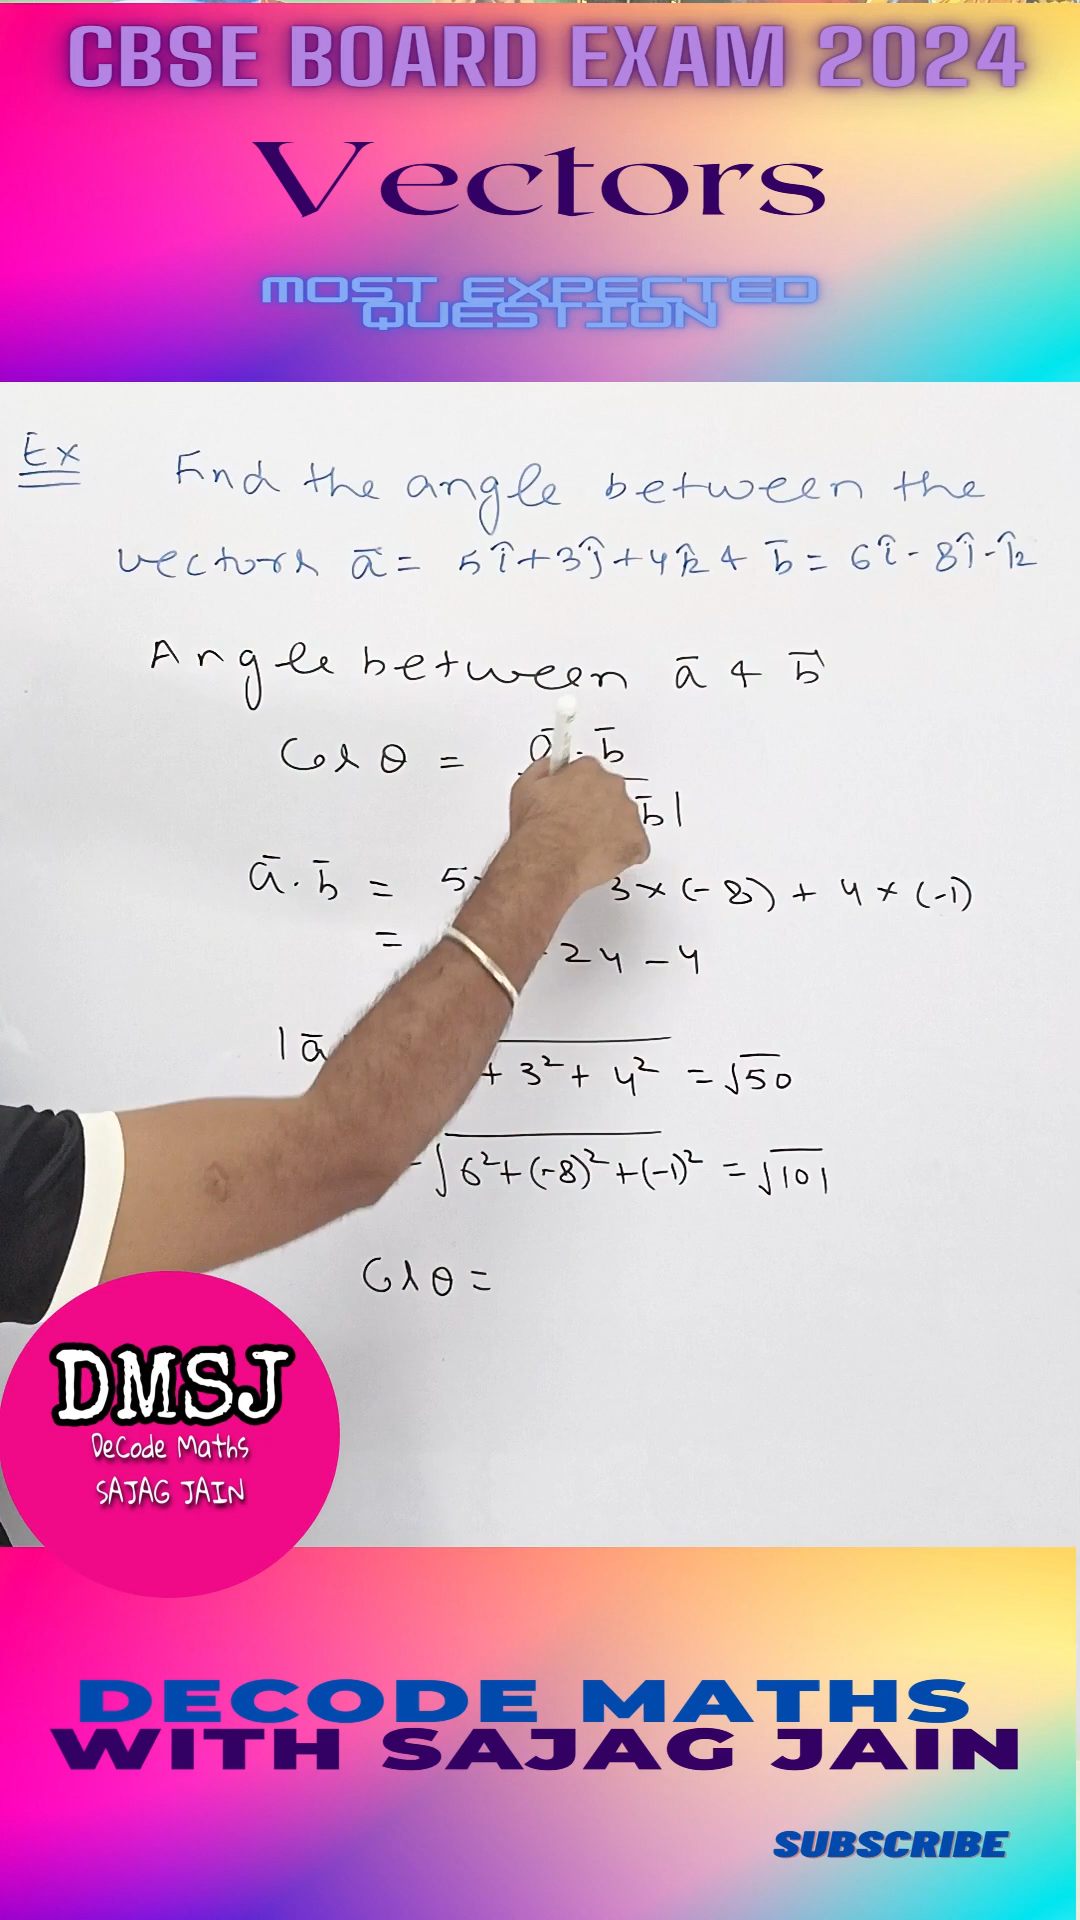 CBSE BOARD EXAM 2024
Vectors
MOST EXPECTED
QUESTION
Ex Find the angle between the
vectors ā = 5î+3ĵ+4k̂ & b̄ = 6î-8ĵ-k̂
Angle between ā & b̄
Cos θ = ā . b̄
b̄|
ā . b̄ = 5 3×(-8) + 4×(-1)
= 24 - 4
|ā + 3² + 4² = √50
√6²+(-8)²+(-1)² = √101
Cos θ =
DMSJ
DeCode Maths
SAJAG JAIN
DECODE MATHS
WITH SAJAG JAIN
SUBSCRIBE